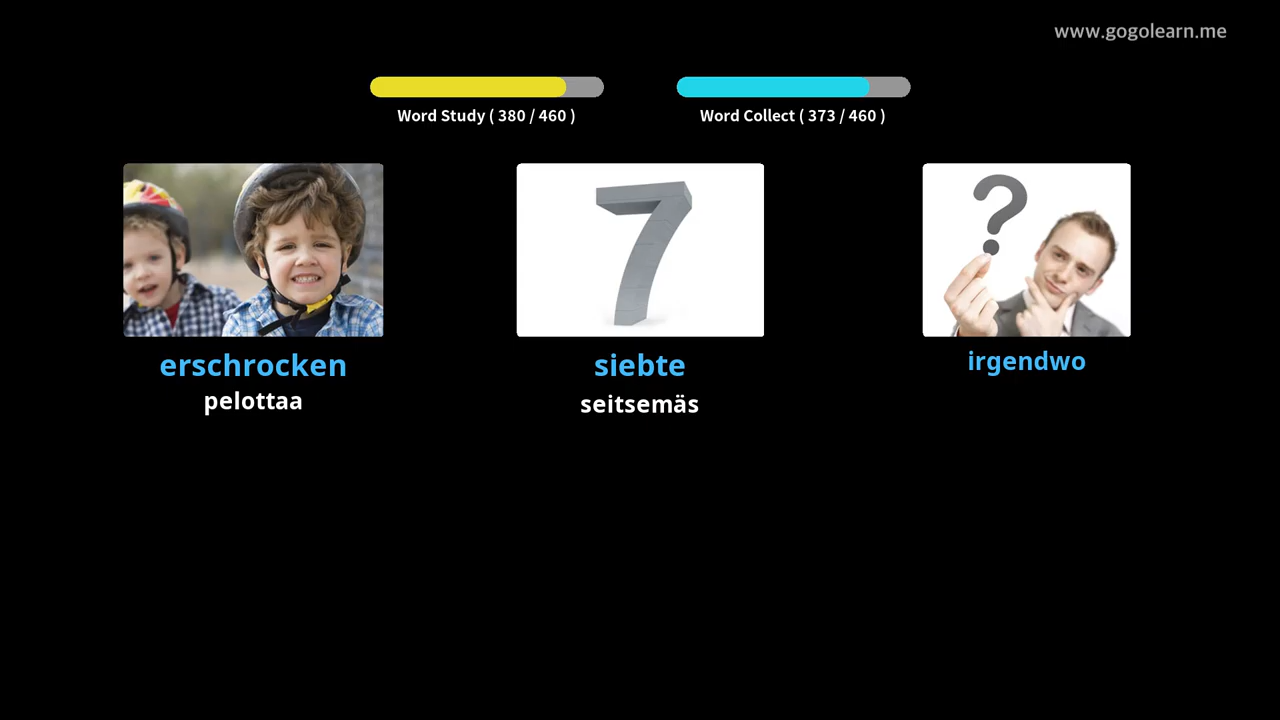 www.gogolearn.me
Word Study ( 380 / 460 )
Word Collect ( 373 / 460 )
erschrocken
pelottaa
siebte
seitsemäs
irgendwo